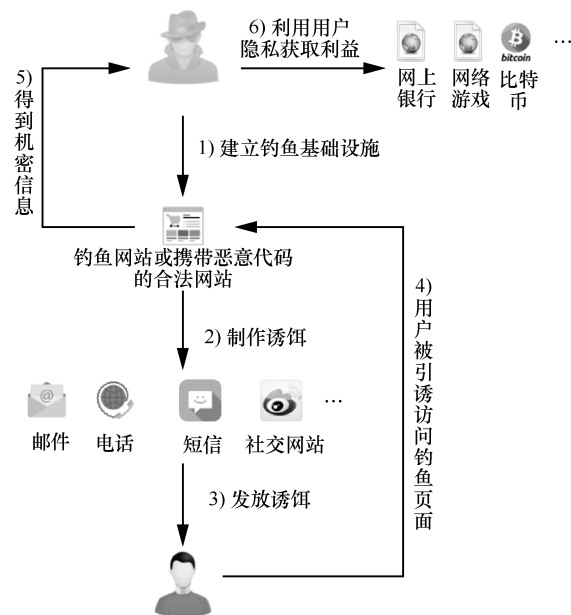 6) 利用用户
隐私获取利益
…
bitcoin
网上
银行
网络
游戏
比特
币
5)得到机密信息
1) 建立钓鱼基础设施
钓鱼网站或携带恶意代码
的合法网站
4)用户被引诱访问钓鱼页面
2) 制作诱饵
@
…
邮件
电话
短信
社交网站
3) 发放诱饵